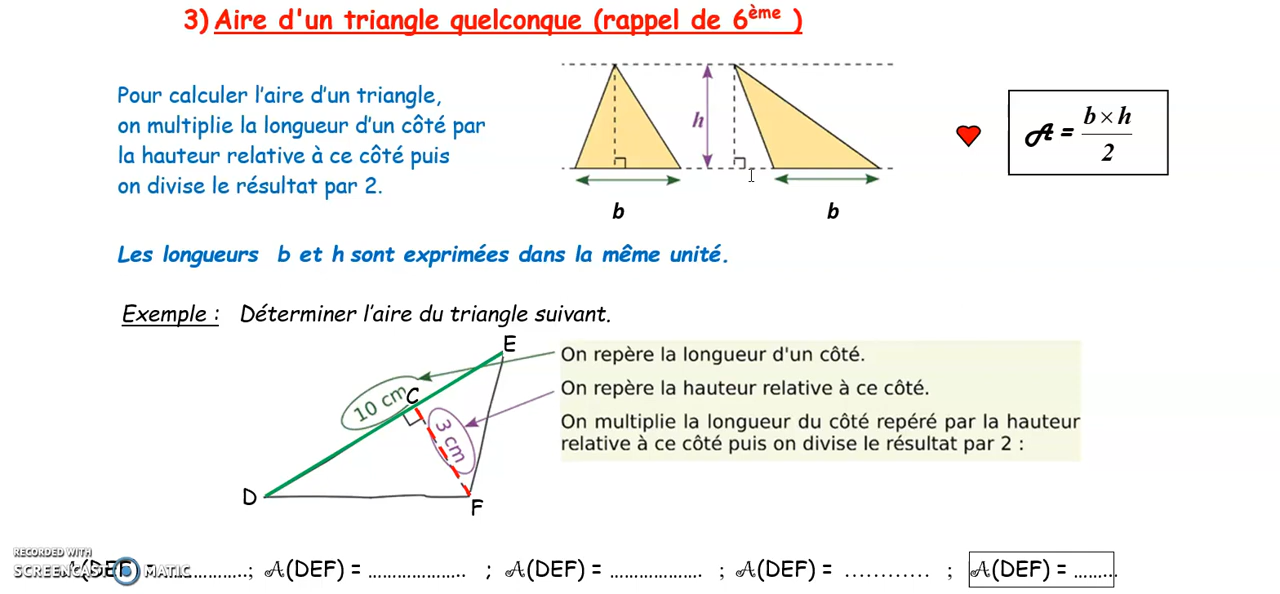 3) Aire d'un triangle quelconque (rappel de 6ème )
Pour calculer l'aire d'un triangle,
on multiplie la longueur d'un côté par
la hauteur relative à ce côté puis
on divise le résultat par 2.
h
b
b
𝒜 = b × h / 2
Les longueurs b et h sont exprimées dans la même unité.
Exemple : Déterminer l'aire du triangle suivant.
E
10 cm
C
3 cm
D
F
On repère la longueur d'un côté.
On repère la hauteur relative à ce côté.
On multiplie la longueur du côté repéré par la hauteur
relative à ce côté puis on divise le résultat par 2 :
RECORDED WITH
SCREENCAST MATIC
𝒜(DEF) = ...............; 𝒜(DEF) = .................. ; 𝒜(DEF) = ................. ; 𝒜(DEF) = ............ ; 𝒜(DEF) = ........